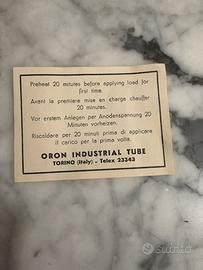 Preheat 20 minutes before applying load for
first time.
Avant la premiere mise en charge chauffer
20 minutes.
Vor erstem Anlegen per Anodenspannung 20
Minuten vorheizen.
Riscaldare per 20 minuti prima di applicare
il carico per la prima volta.
ORON INDUSTRIAL TUBE
TORINO (Italy) - Telex 23343
subito